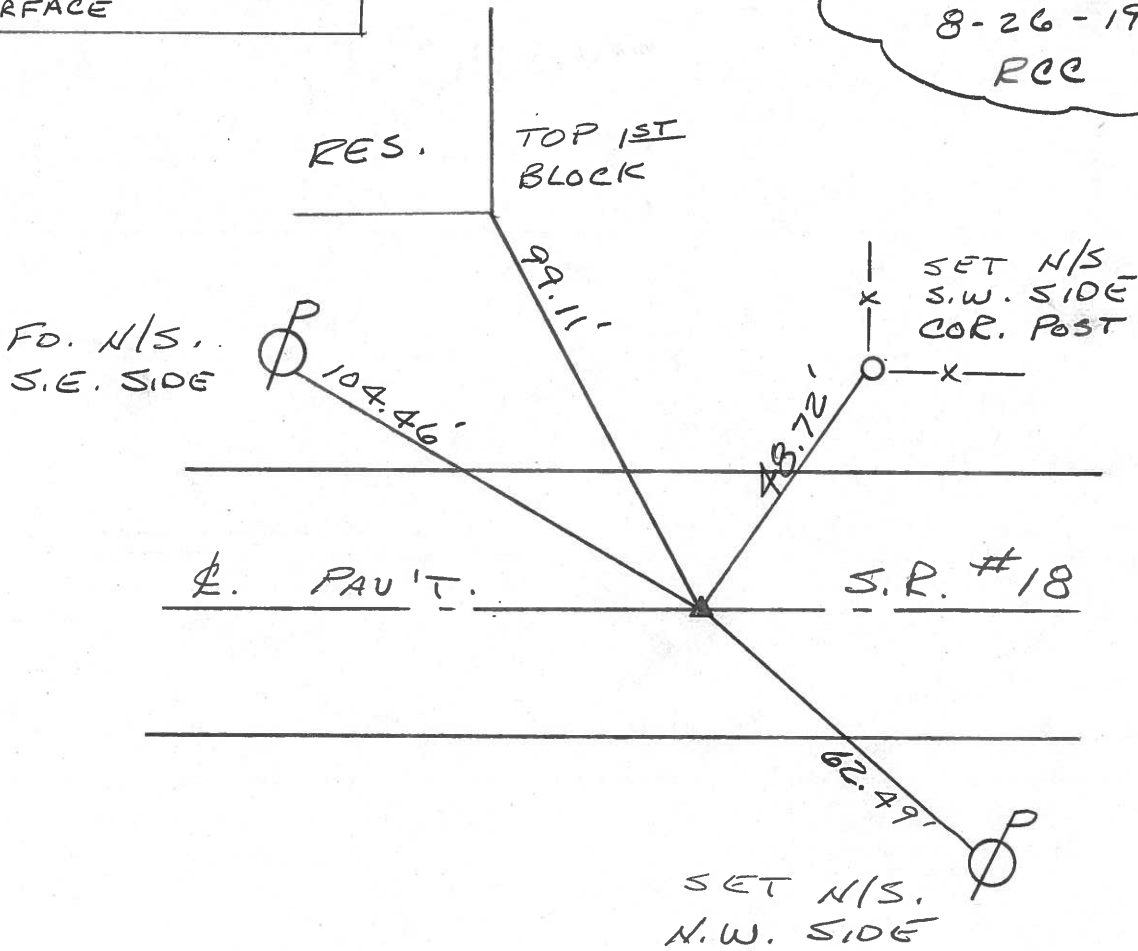 RFACE
8-26-19
RCC
RES.
TOP 1ST
BLOCK
99.11'
SET N/S
S.W. SIDE
COR. POST
x
x
P
FD. N/S.
S.E. SIDE
104.46'
48.72'
℄. PAV'T.
S.R. #18
62.49'
P
SET N/S.
N.W. SIDE